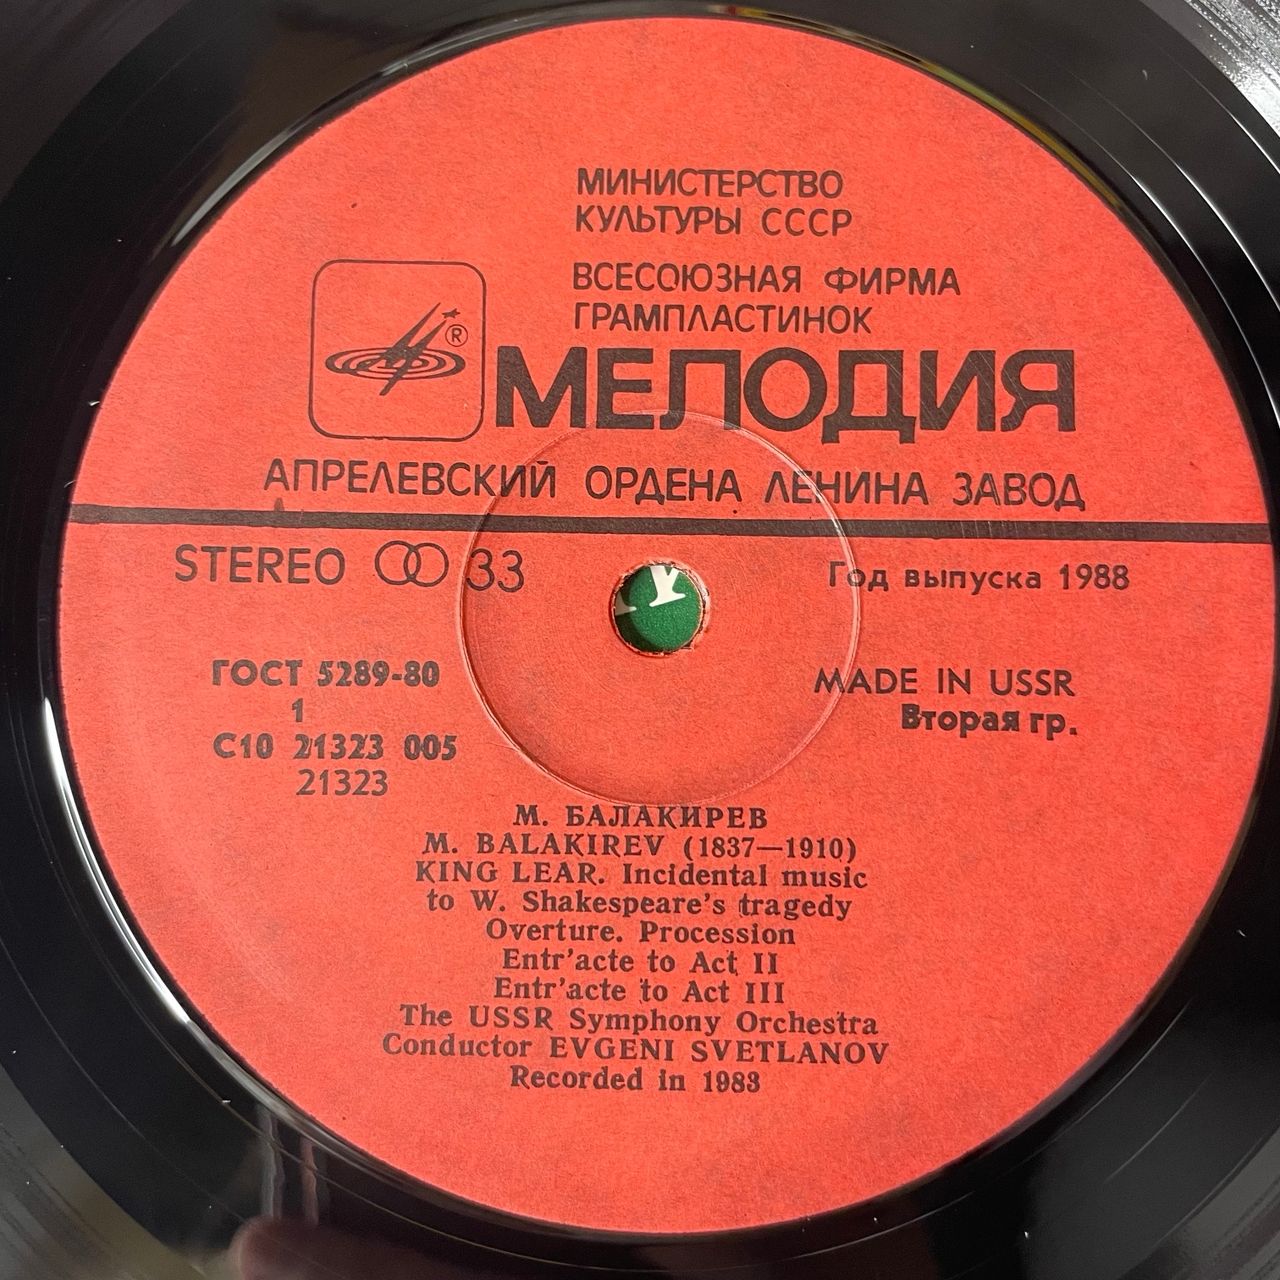 МИНИСТЕРСТВО
КУЛЬТУРЫ СССР
ВСЕСОЮЗНАЯ ФИРМА
ГРАМПЛАСТИНОК
®
МЕЛОДИЯ
АПРЕЛЕВСКИЙ ОРДЕНА ЛЕНИНА ЗАВОД
STEREO 33
Год выпуска 1988
ГОСТ 5289-80
1
С10 21323 005
21323
MADE IN USSR
Вторая гр.
М. БАЛАКИРЕВ
M. BALAKIREV (1837—1910)
KING LEAR. Incidental music
to W. Shakespeare's tragedy
Overture. Procession
Entr'acte to Act II
Entr'acte to Act III
The USSR Symphony Orchestra
Conductor EVGENI SVETLANOV
Recorded in 1983